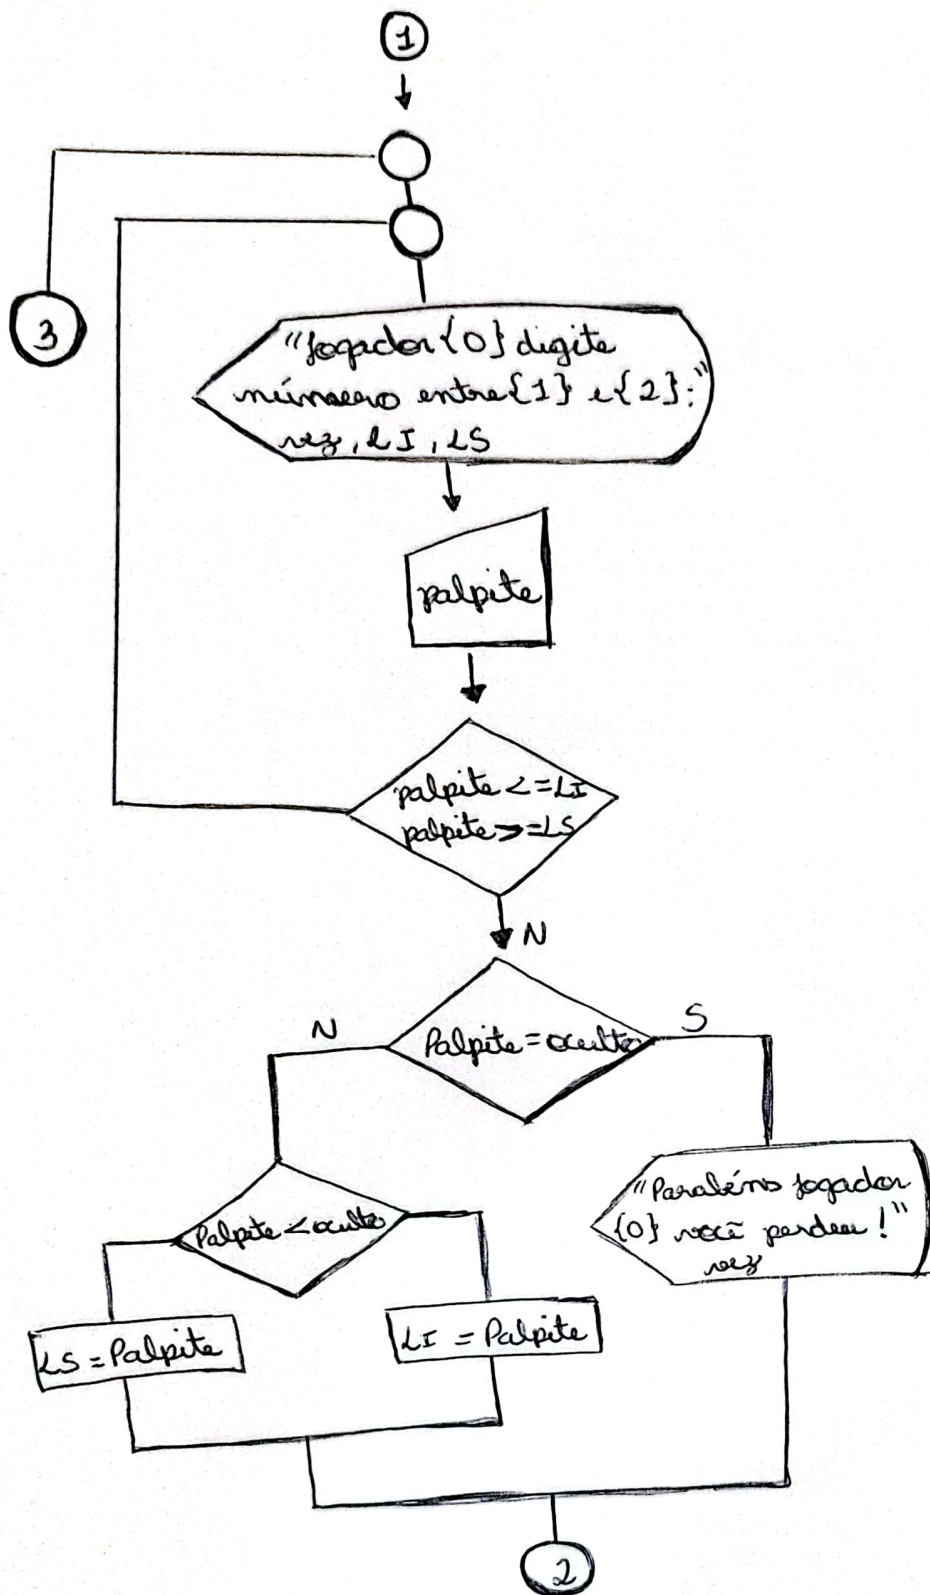 1
3
"Jogador {0} digite
número entre {1} e {2}:"
vez, LI, LS
palpite
palpite <= LI
palpite >= LS
N
N
Palpite = oculto
S
Palpite < oculto
"Parabéns jogador
{0} você perdeu!"
vez
LS = Palpite
LI = Palpite
2